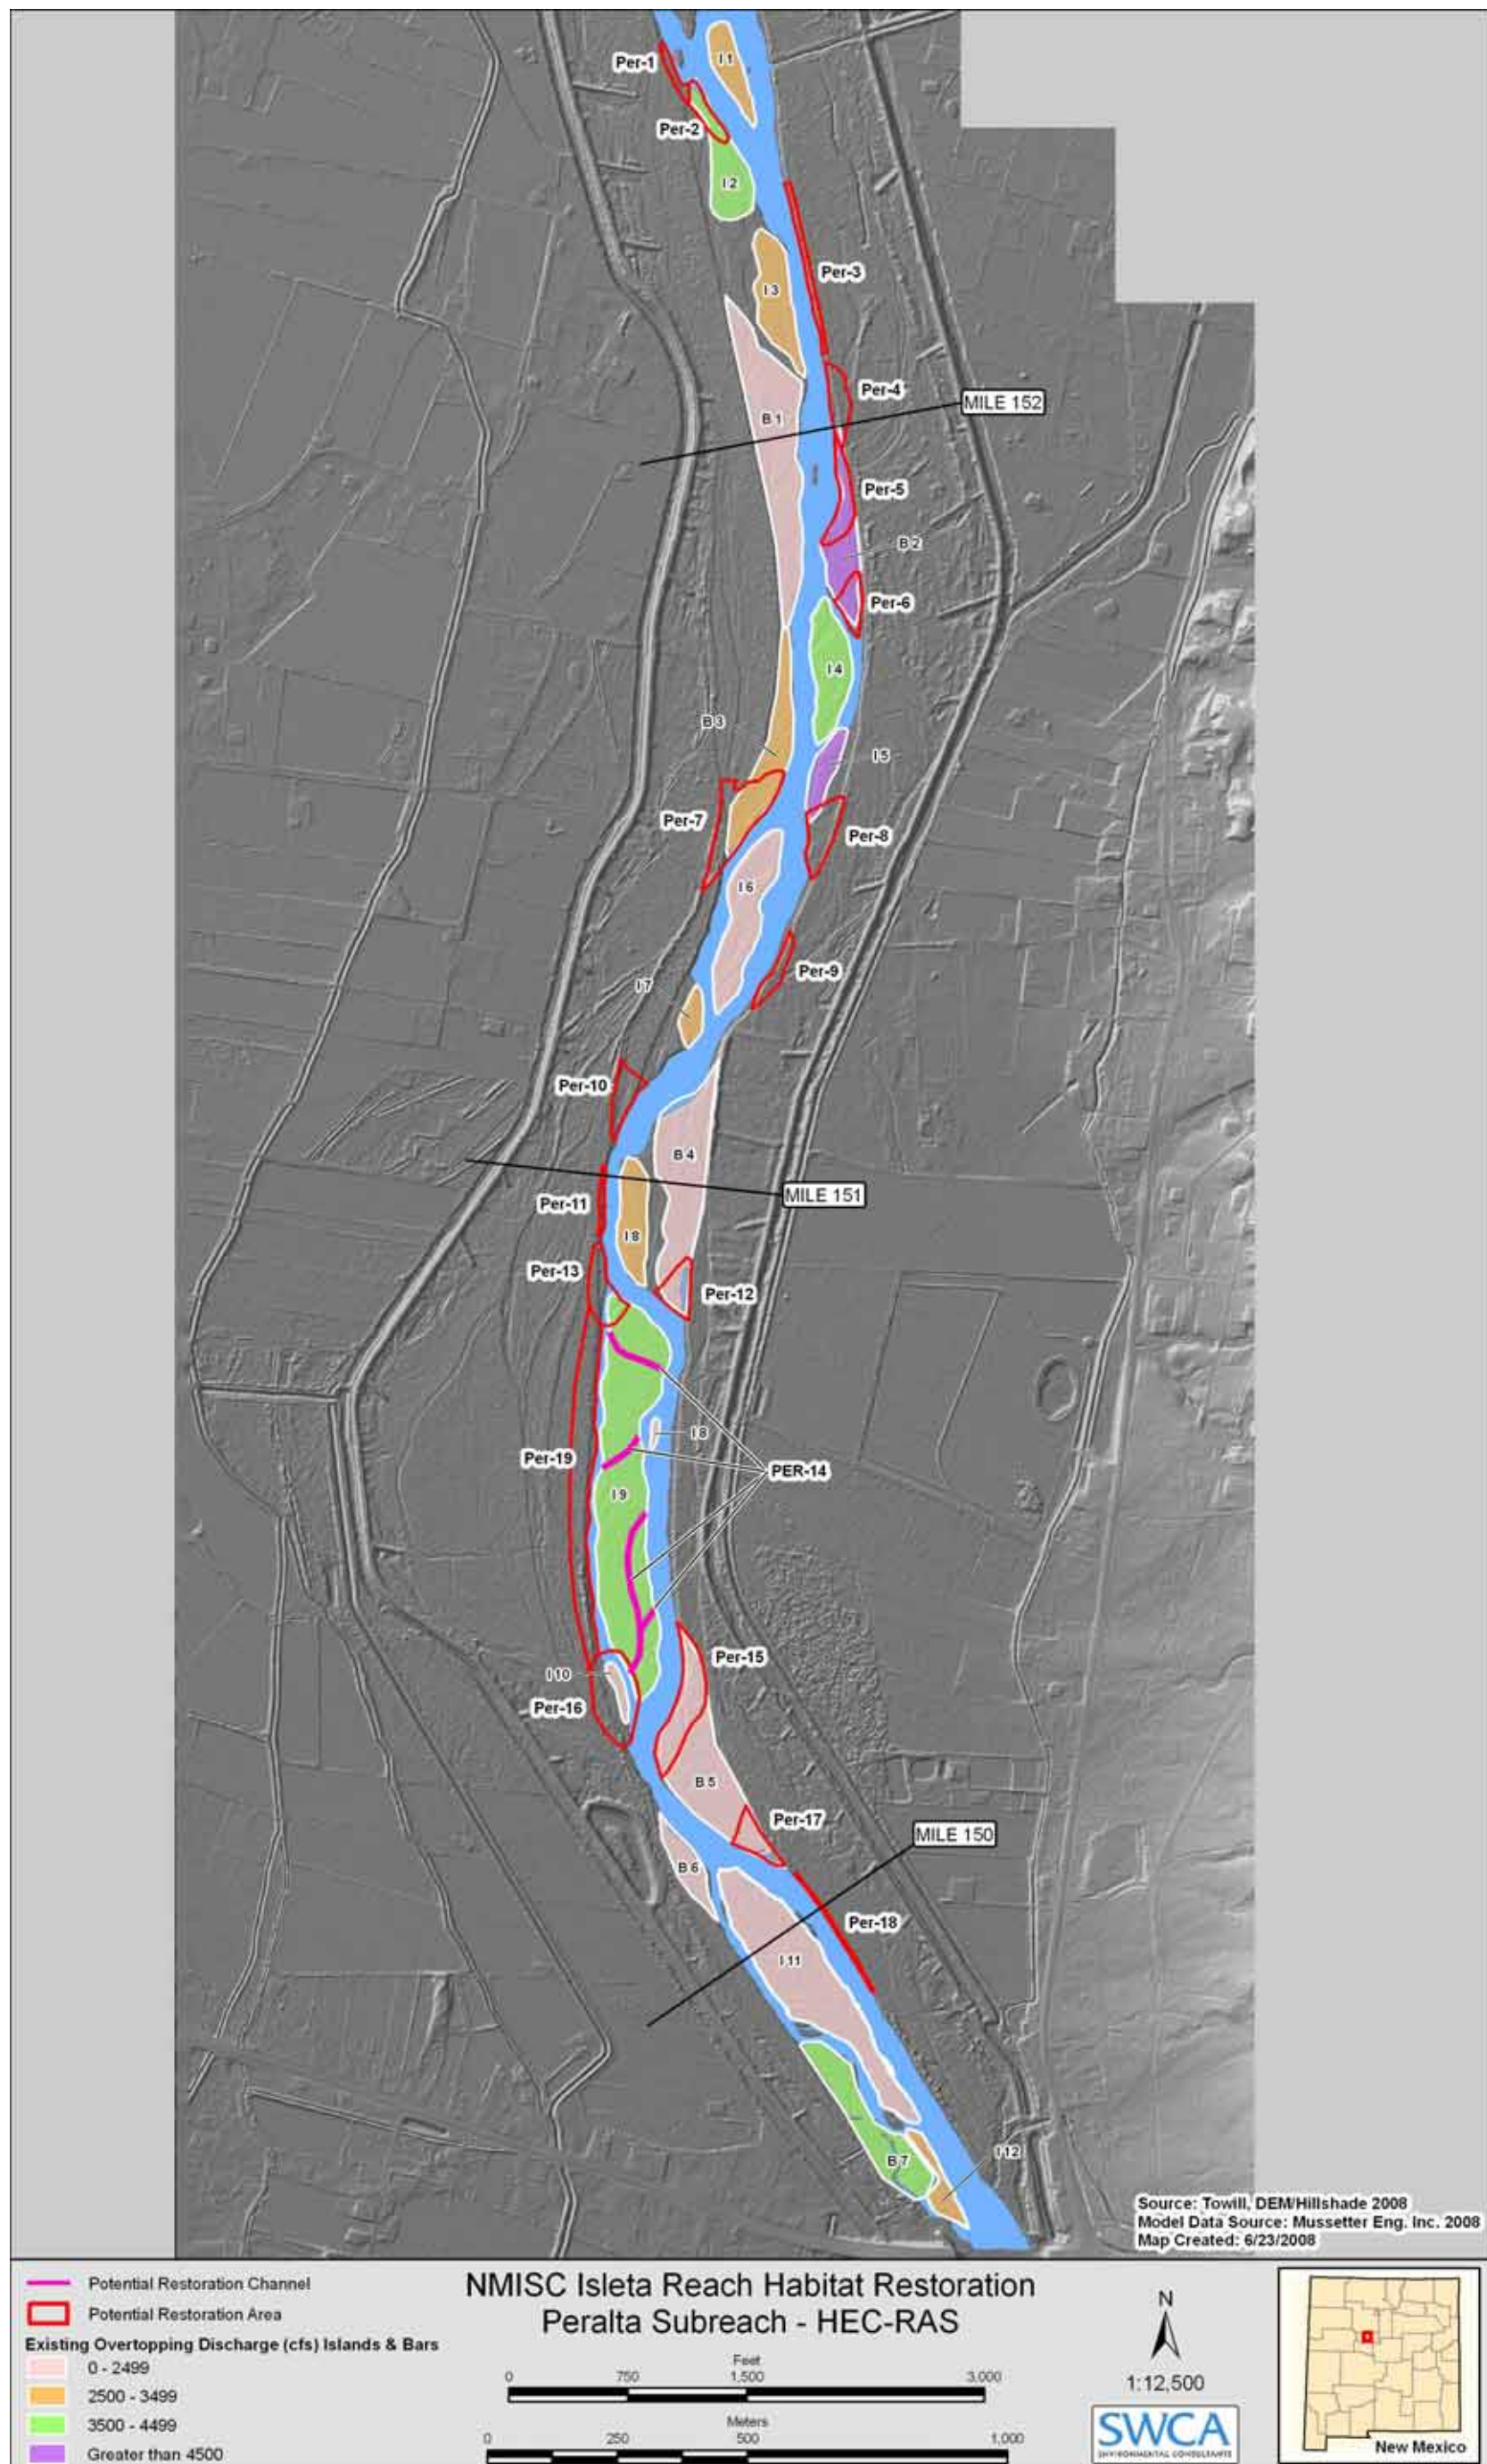 Per-1
I 1
Per-2
I 2
Per-3
I 3
Per-4
MILE 152
B 1
Per-5
B 2
Per-6
I 4
B 3
I 5
Per-7
Per-8
I 6
Per-9
I 7
Per-10
B 4
MILE 151
Per-11
I 8
Per-13
Per-12
I 8
Per-19
PER-14
I 9
Per-15
I 10
Per-16
B 5
Per-17
MILE 150
B 6
Per-18
I 11
I 12
B 7
Source: Towill, DEM/Hillshade 2008
Model Data Source: Mussetter Eng. Inc. 2008
Map Created: 6/23/2008
Potential Restoration Channel
Potential Restoration Area
Existing Overtopping Discharge (cfs) Islands & Bars
0 - 2499
2500 - 3499
3500 - 4499
Greater than 4500
NMISC Isleta Reach Habitat Restoration
Peralta Subreach - HEC-RAS
Feet
0 750 1,500 3,000
Meters
0 250 500 1,000
N
1:12,500
SWCA
ENVIRONMENTAL CONSULTANTS
New Mexico